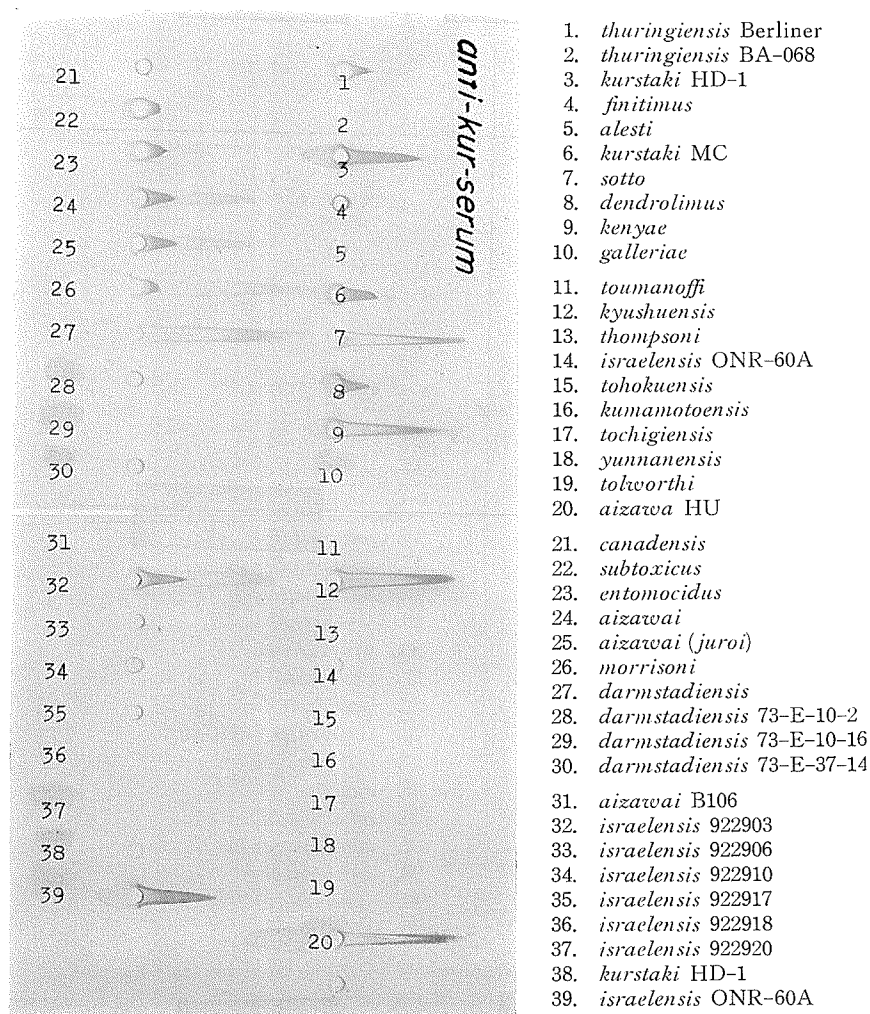 anti-kur-serum
21
22
23
24
25
26
27
28
29
30
31
32
33
34
35
36
37
38
39
1
2
3
4
5
6
7
8
9
10
11
12
13
14
15
16
17
18
19
20
1. thuringiensis Berliner
2. thuringiensis BA-068
3. kurstaki HD-1
4. finitimus
5. alesti
6. kurstaki MC
7. sotto
8. dendrolimus
9. kenyae
10. galleriae
11. toumanoffi
12. kyushuensis
13. thompsoni
14. israelensis ONR-60A
15. tohokuensis
16. kumamotoensis
17. tochigiensis
18. yunnanensis
19. tolworthi
20. aizawa HU
21. canadensis
22. subtoxicus
23. entomocidus
24. aizawai
25. aizawai (juroi)
26. morrisoni
27. darmstadiensis
28. darmstadiensis 73-E-10-2
29. darmstadiensis 73-E-10-16
30. darmstadiensis 73-E-37-14
31. aizawai B106
32. israelensis 922903
33. israelensis 922906
34. israelensis 922910
35. israelensis 922917
36. israelensis 922918
37. israelensis 922920
38. kurstaki HD-1
39. israelensis ONR-60A